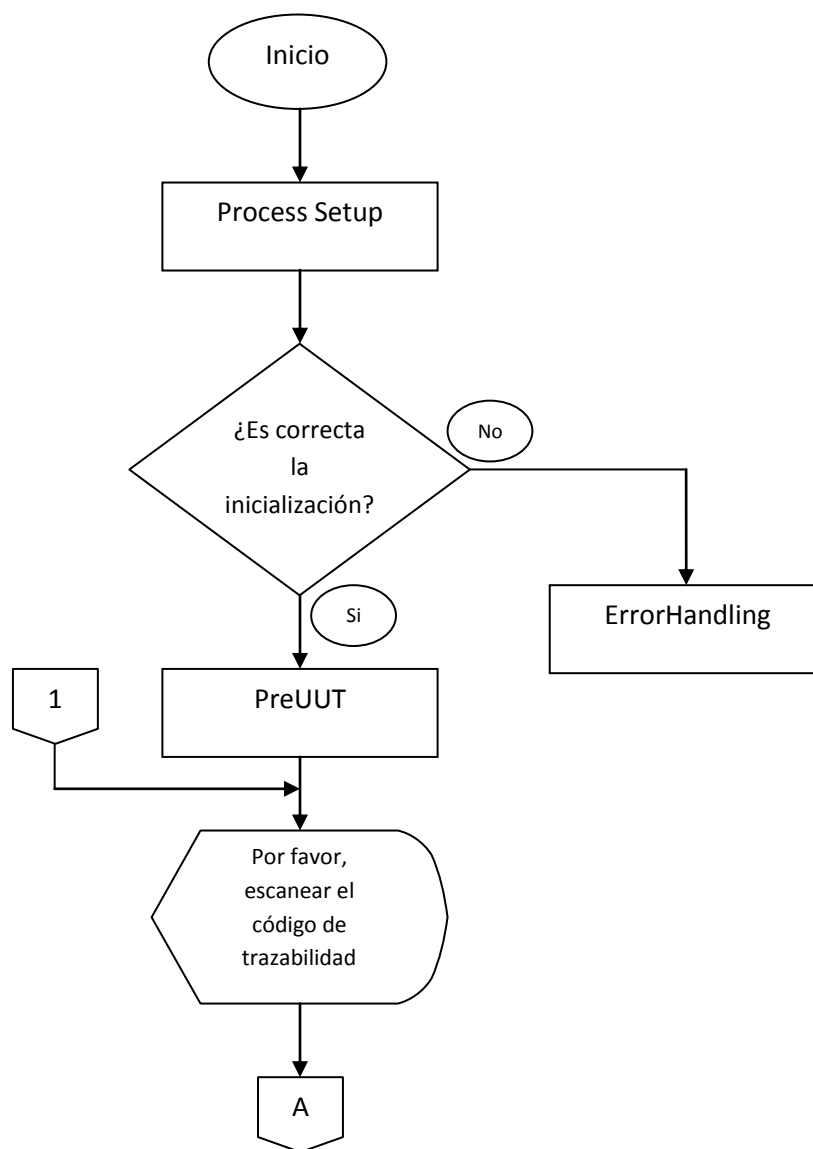 Inicio
Process Setup
¿Es correcta
la
inicialización?
No
Si
ErrorHandling
1
PreUUT
Por favor,
escanear el
código de
trazabilidad
A